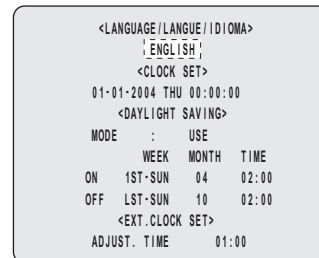 <LANGUAGE/LANGUE/IDIOMA>
ENGLISH
<CLOCK SET>
01-01-2004 THU 00:00:00
<DAYLIGHT SAVING>
MODE : USE
WEEK MONTH TIME
ON 1ST-SUN 04 02:00
OFF LST-SUN 10 02:00
<EXT.CLOCK SET>
ADJUST. TIME 01:00